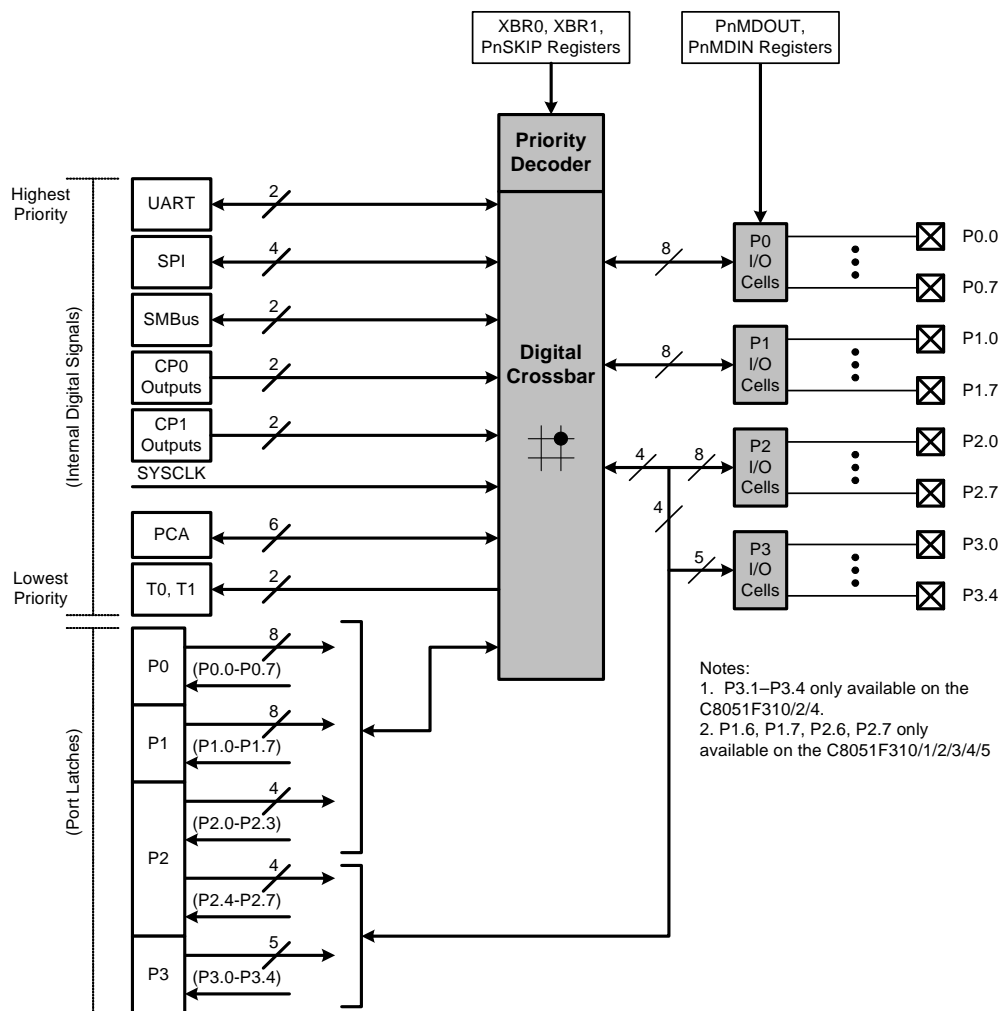 XBR0, XBR1,
PnSKIP Registers
PnMDOUT,
PnMDIN Registers
Priority
Decoder
Highest
Priority
UART
2
SPI
4
SMBus
2
CP0
Outputs
2
CP1
Outputs
2
SYSCLK
PCA
6
Lowest
Priority
T0, T1
2
(Internal Digital Signals)
Digital
Crossbar
8
P0
I/O
Cells
P0.0
P0.7
8
P1
I/O
Cells
P1.0
P1.7
4
8
P2
I/O
Cells
P2.0
P2.7
4
5
P3
I/O
Cells
P3.0
P3.4
(Port Latches)
P0
8
(P0.0-P0.7)
P1
8
(P1.0-P1.7)
P2
4
(P2.0-P2.3)
4
(P2.4-P2.7)
P3
5
(P3.0-P3.4)
Notes:
1. P3.1–P3.4 only available on the
C8051F310/2/4.
2. P1.6, P1.7, P2.6, P2.7 only
available on the C8051F310/1/2/3/4/5